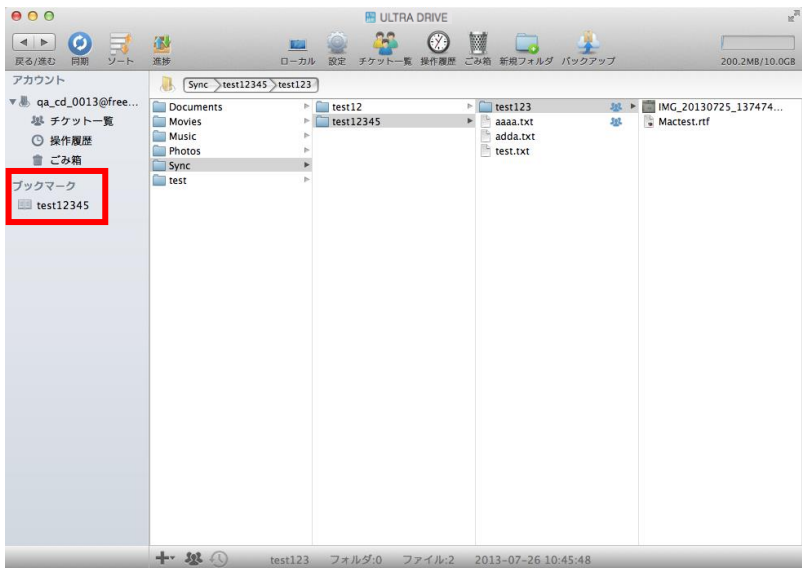 ULTRA DRIVE
戻る/進む 同期 ソート 進捗 ローカル 設定 チケット一覧 操作履歴 ごみ箱 新規フォルダ バックアップ 200.2MB/10.0GB
アカウント
qa_cd_0013@free...
チケット一覧
操作履歴
ごみ箱
ブックマーク
test12345
Sync test12345 test123
Documents
Movies
Music
Photos
Sync
test
test12
test12345
test123
aaaa.txt
adda.txt
test.txt
IMG_20130725_137474...
Mactest.rtf
test123 フォルダ:0 ファイル:2 2013-07-26 10:45:48